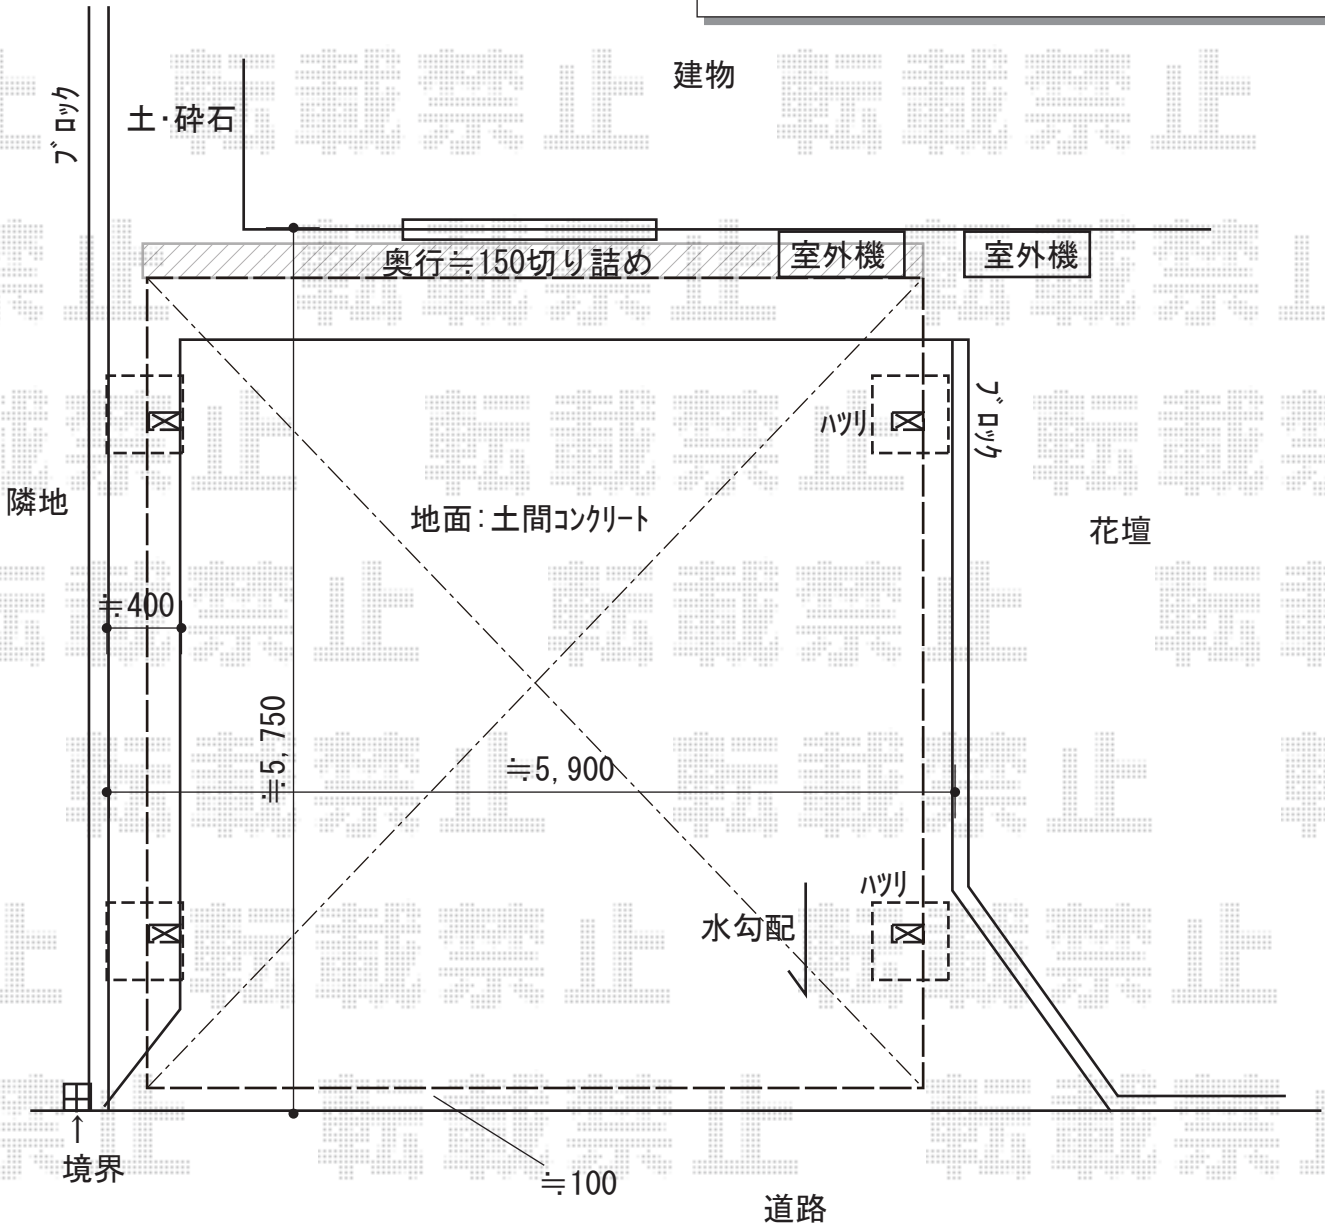 建物
ﾌﾞﾛｯｸ
土・砕石
奥行≒150切り詰め
室外機
室外機
ﾊﾂﾘ
ﾌﾞﾛｯｸ
隣地
地面：土間ｺﾝｸﾘｰﾄ
花壇
≒400
≒5,750
≒5,900
ﾊﾂﾘ
水勾配
↑
境界
≒100
道路
転載禁止